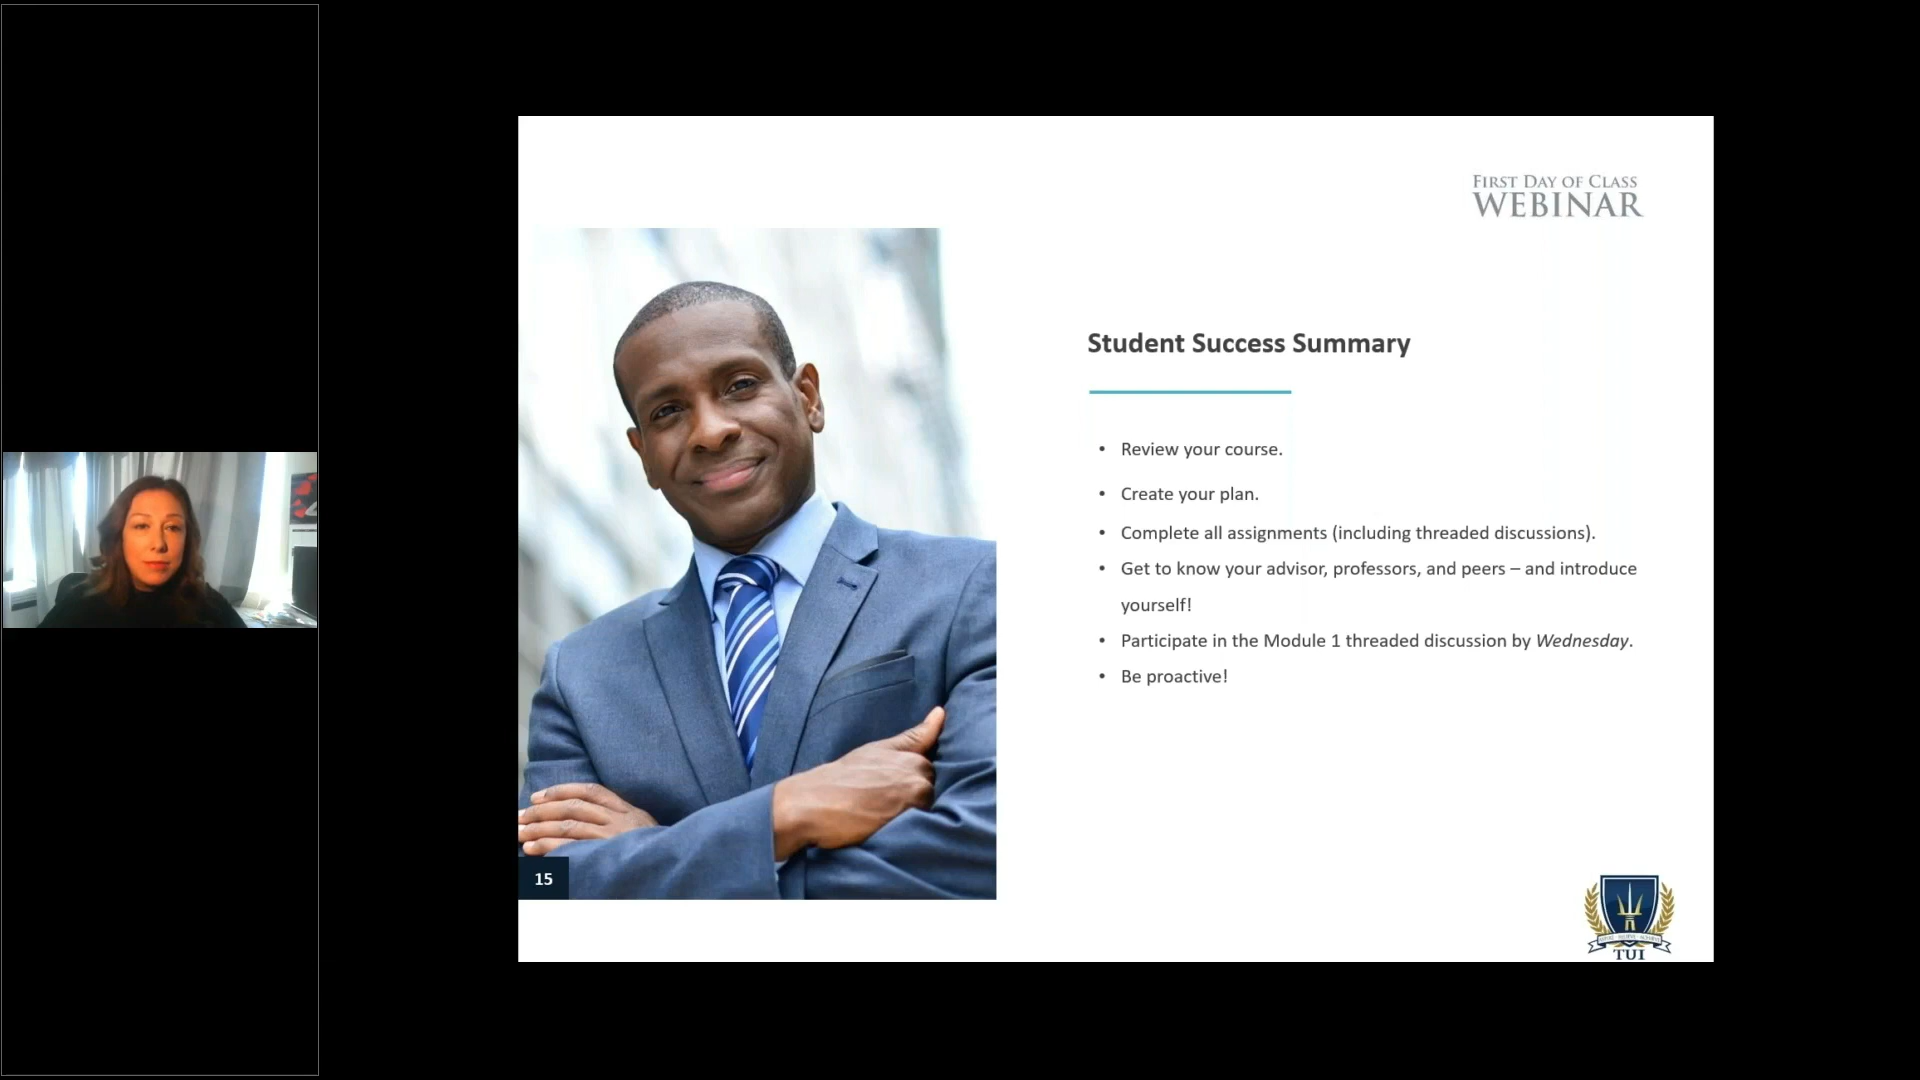 First Day of Class
WEBINAR
Student Success Summary
• Review your course.
• Create your plan.
• Complete all assignments (including threaded discussions).
• Get to know your advisor, professors, and peers – and introduce
yourself!
• Participate in the Module 1 threaded discussion by Wednesday.
• Be proactive!
15
TUI